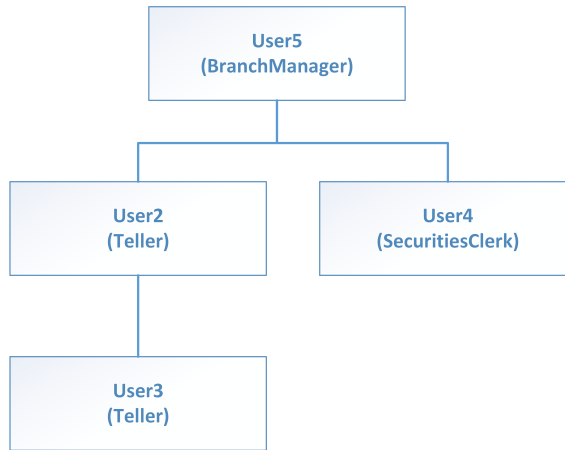 User5
(BranchManager)
User2
(Teller)
User4
(SecuritiesClerk)
User3
(Teller)